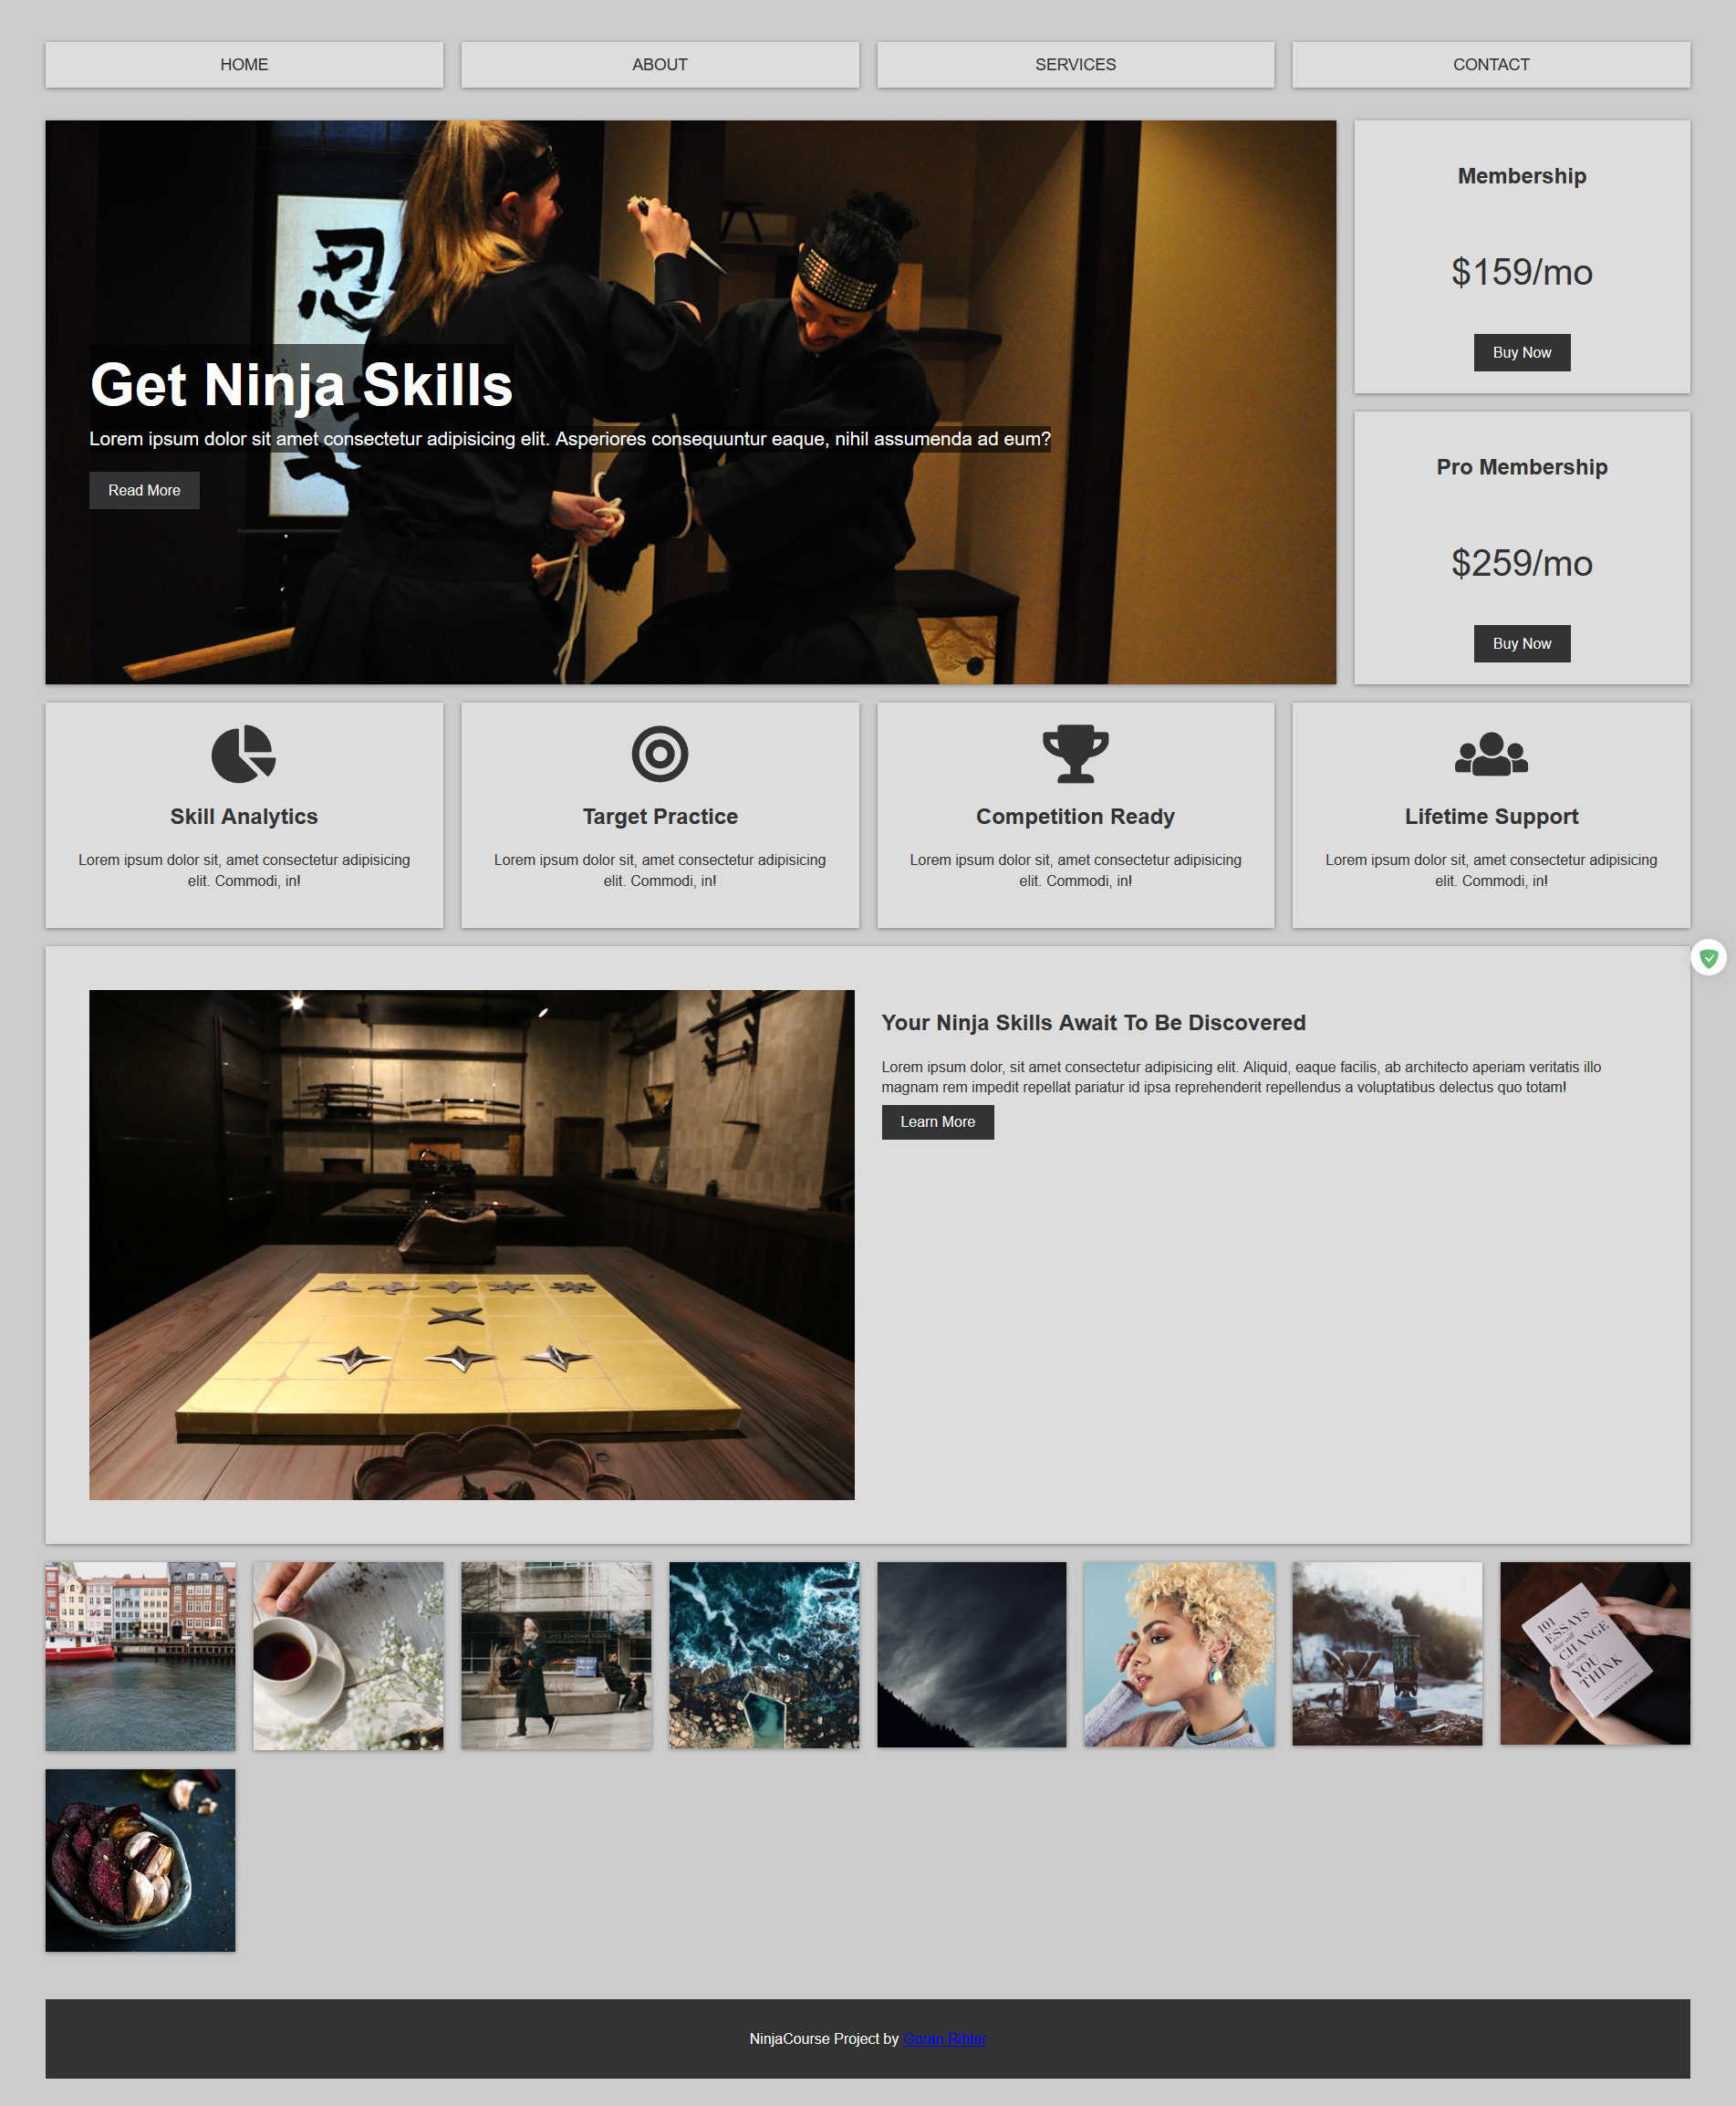 HOME
ABOUT
SERVICES
CONTACT
忍
Get Ninja Skills
Lorem ipsum dolor sit amet consectetur adipisicing elit. Asperiores consequuntur eaque, nihil assumenda ad eum?
Read More
Membership
$159/mo
Buy Now
Pro Membership
$259/mo
Buy Now
Skill Analytics
Lorem ipsum dolor sit, amet consectetur adipisicing
elit. Commodi, in!
Target Practice
Lorem ipsum dolor sit, amet consectetur adipisicing
elit. Commodi, in!
Competition Ready
Lorem ipsum dolor sit, amet consectetur adipisicing
elit. Commodi, in!
Lifetime Support
Lorem ipsum dolor sit, amet consectetur adipisicing
elit. Commodi, in!
Your Ninja Skills Await To Be Discovered
Lorem ipsum dolor, sit amet consectetur adipisicing elit. Aliquid, eaque facilis, ab architecto aperiam veritatis illo
magnam rem impedit repellat pariatur id ipsa reprehenderit repellendus a voluptatibus delectus quo totam!
Learn More
STADIUM TOURS
101
ESSAYS
that will
CHANGE
the way
YOU
THINK
BRIANNA WIEST
NinjaCourse Project by Goran Rihter